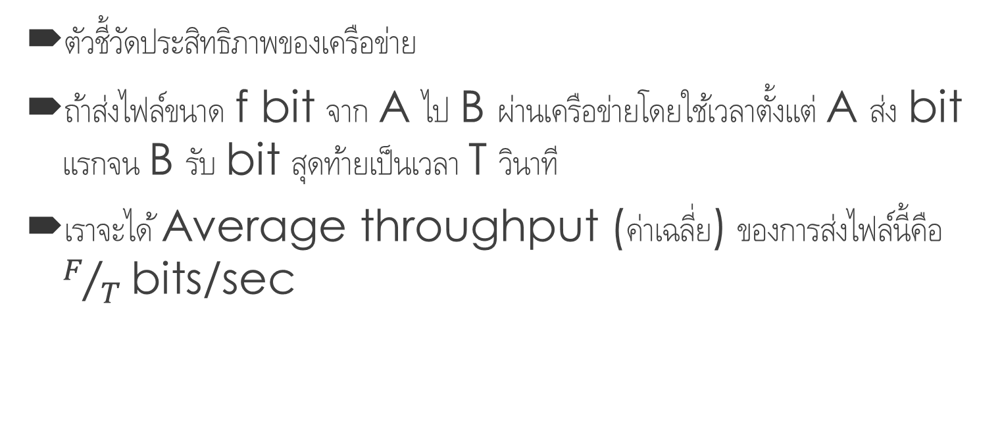 ตัวชี้วัดประสิทธิภาพของเครือข่าย
ถ้าส่งไฟล์ขนาด f bit จาก A ไป B ผ่านเครือข่ายโดยใช้เวลาตั้งแต่ A ส่ง bit
แรกจน B รับ bit สุดท้ายเป็นเวลา T วินาที
เราจะได้ Average throughput (ค่าเฉลี่ย) ของการส่งไฟล์นี้คือ
F/T bits/sec